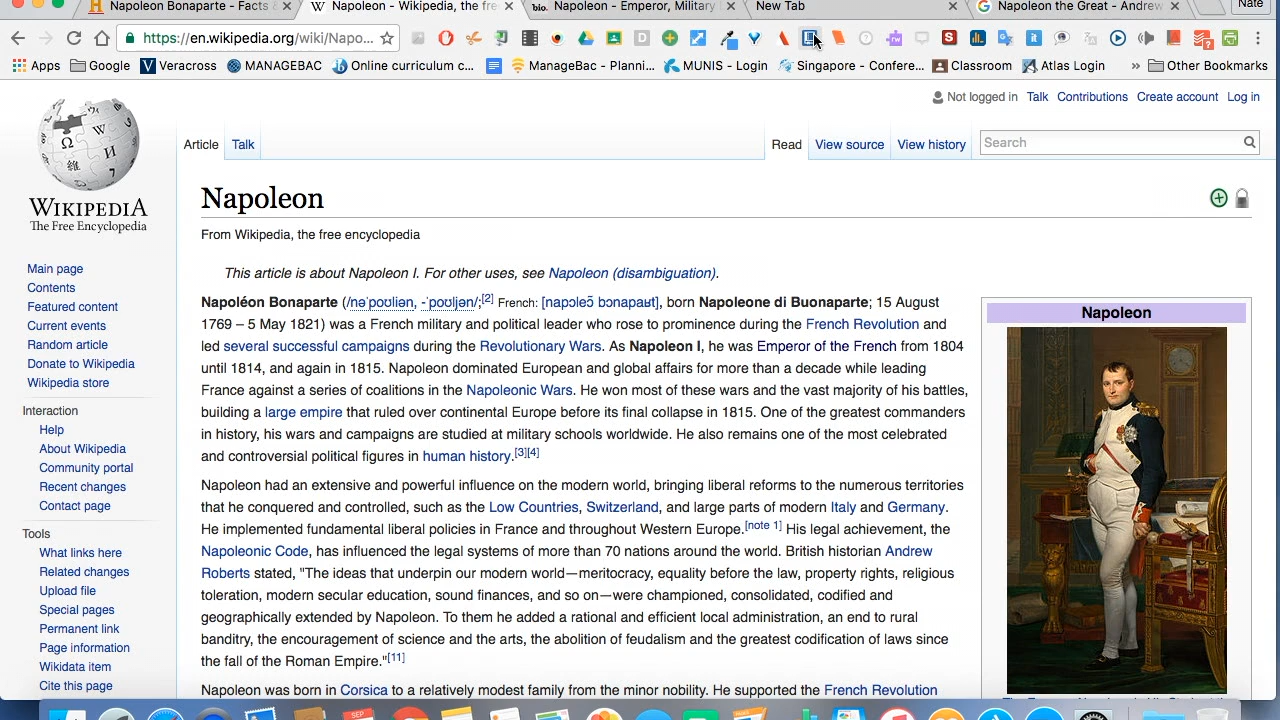 Napoleon Bonaparte - Facts &
Napoleon - Wikipedia, the fre
bio. Napoleon - Emperor, Military
New Tab
Napoleon the Great - Andrew
Nate
https://en.wikipedia.org/wiki/Napo...
Apps Google Veracross MANAGEBAC Online curriculum c... ManageBac - Planni... MUNIS - Login Singapore - Confere... Classroom Atlas Login » Other Bookmarks
Not logged in Talk Contributions Create account Log in
Article Talk Read View source View history Search
WIKIPEDIA
The Free Encyclopedia
Main page
Contents
Featured content
Current events
Random article
Donate to Wikipedia
Wikipedia store
Interaction
Help
About Wikipedia
Community portal
Recent changes
Contact page
Tools
What links here
Related changes
Upload file
Special pages
Permanent link
Page information
Wikidata item
Cite this page
Napoleon
From Wikipedia, the free encyclopedia
This article is about Napoleon I. For other uses, see Napoleon (disambiguation).
Napoléon Bonaparte (/nəˈpoʊliən, -ˈpoʊljən/;[2] French: [napɔleɔ̃ bɔnapaʁt], born Napoleone di Buonaparte; 15 August
1769 – 5 May 1821) was a French military and political leader who rose to prominence during the French Revolution and
led several successful campaigns during the Revolutionary Wars. As Napoleon I, he was Emperor of the French from 1804
until 1814, and again in 1815. Napoleon dominated European and global affairs for more than a decade while leading
France against a series of coalitions in the Napoleonic Wars. He won most of these wars and the vast majority of his battles,
building a large empire that ruled over continental Europe before its final collapse in 1815. One of the greatest commanders
in history, his wars and campaigns are studied at military schools worldwide. He also remains one of the most celebrated
and controversial political figures in human history.[3][4]
Napoleon had an extensive and powerful influence on the modern world, bringing liberal reforms to the numerous territories
that he conquered and controlled, such as the Low Countries, Switzerland, and large parts of modern Italy and Germany.
He implemented fundamental liberal policies in France and throughout Western Europe.[note 1] His legal achievement, the
Napoleonic Code, has influenced the legal systems of more than 70 nations around the world. British historian Andrew
Roberts stated, "The ideas that underpin our modern world—meritocracy, equality before the law, property rights, religious
toleration, modern secular education, sound finances, and so on—were championed, consolidated, codified and
geographically extended by Napoleon. To them he added a rational and efficient local administration, an end to rural
banditry, the encouragement of science and the arts, the abolition of feudalism and the greatest codification of laws since
the fall of the Roman Empire."[11]
Napoleon was born in Corsica to a relatively modest family from the minor nobility. He supported the French Revolution
Napoleon
SEP